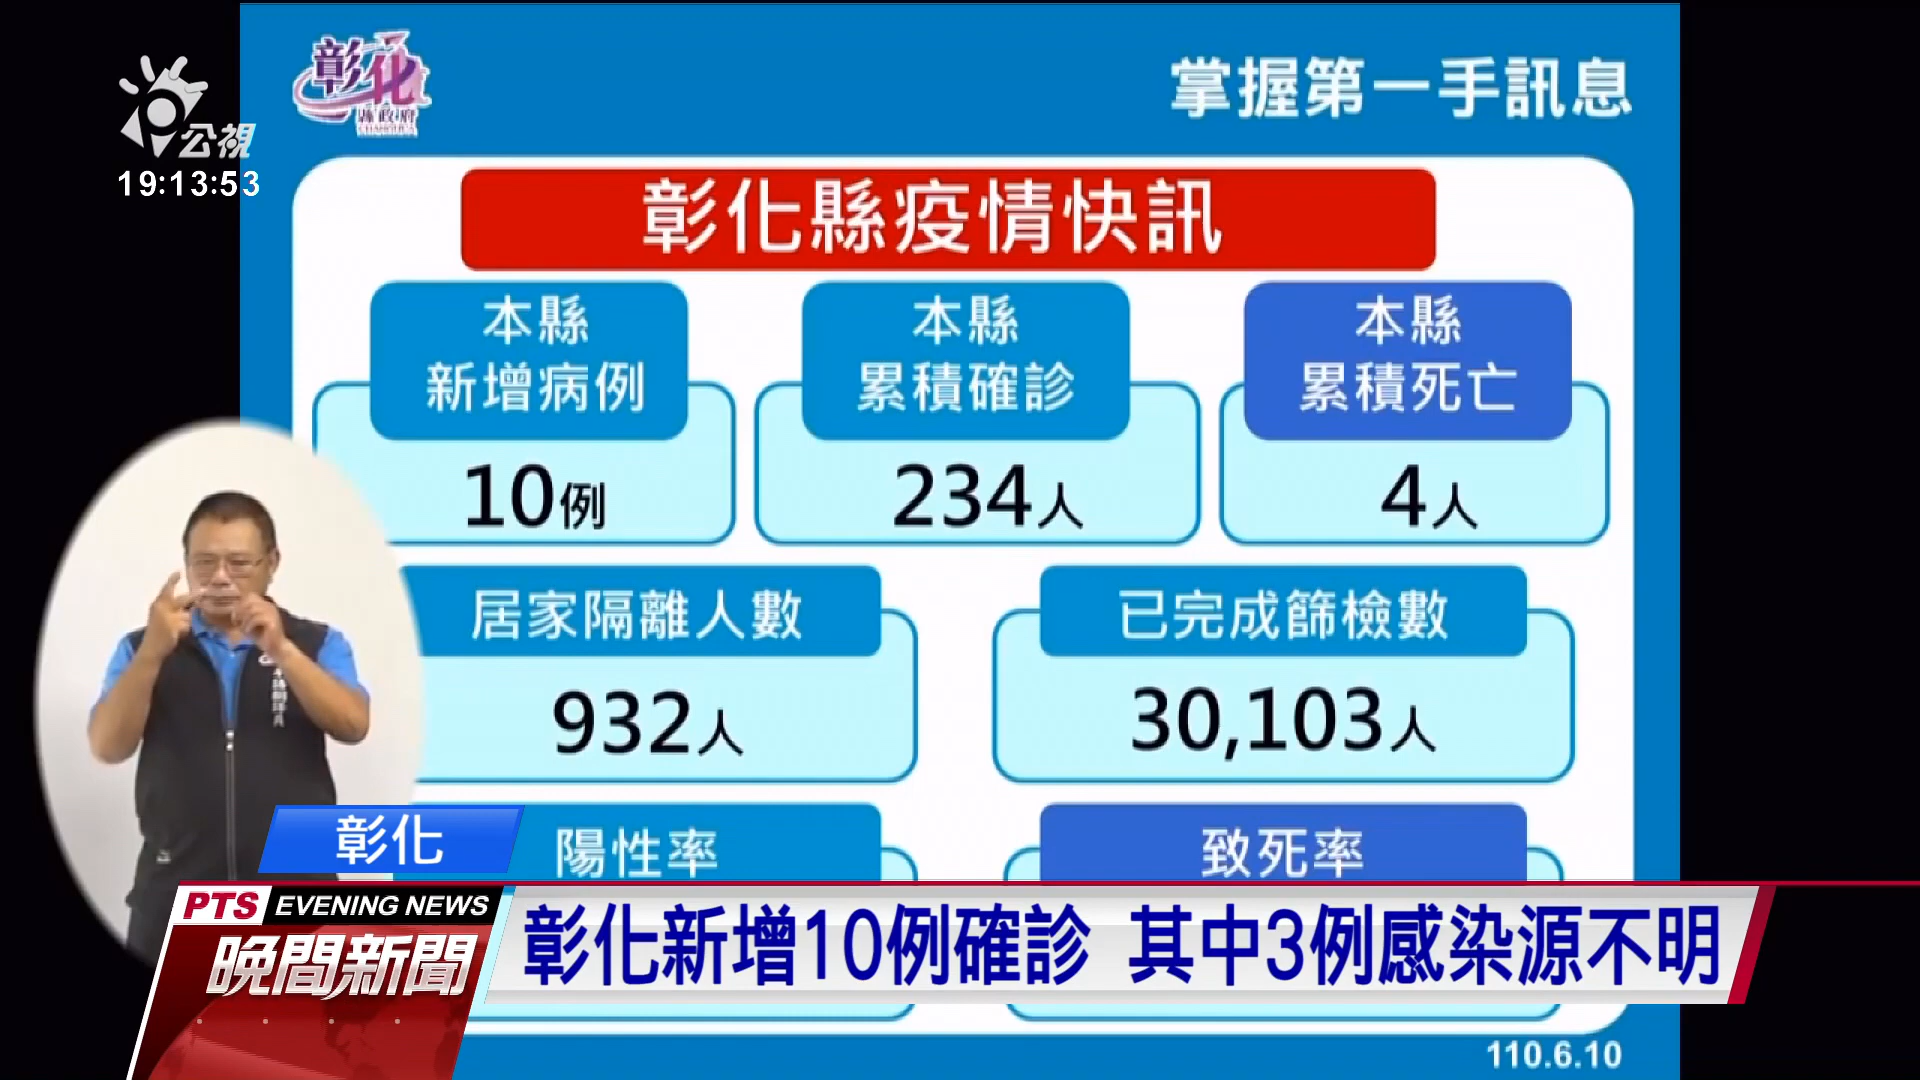 彰化
縣政府
CHANGHUA
掌握第一手訊息
公視
19:13:53
彰化縣疫情快訊
本縣
新增病例
10例
本縣
累積確診
234人
本縣
累積死亡
4人
居家隔離人數
932人
已完成篩檢數
30,103人
陽性率
致死率
彰化
PTS EVENING NEWS
晚間新聞
彰化新增10例確診 其中3例感染源不明
110.6.10